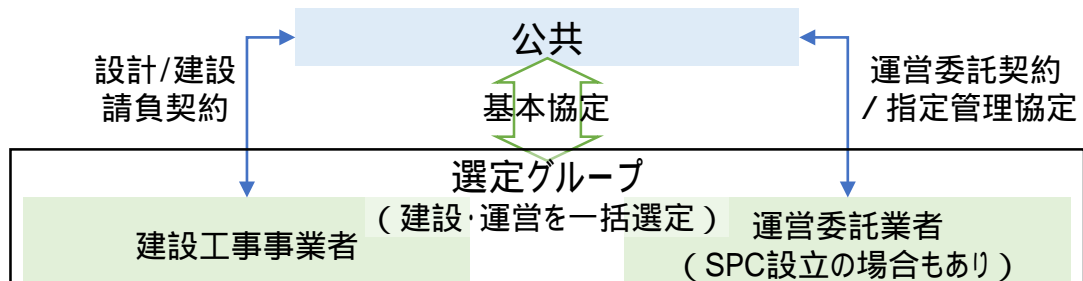 公共
設計/建設
請負契約
基本協定
運営委託契約
/指定管理協定
選定グループ
(建設・運営を一括選定)
建設工事事業者
運営委託業者
(SPC設立の場合もあり)